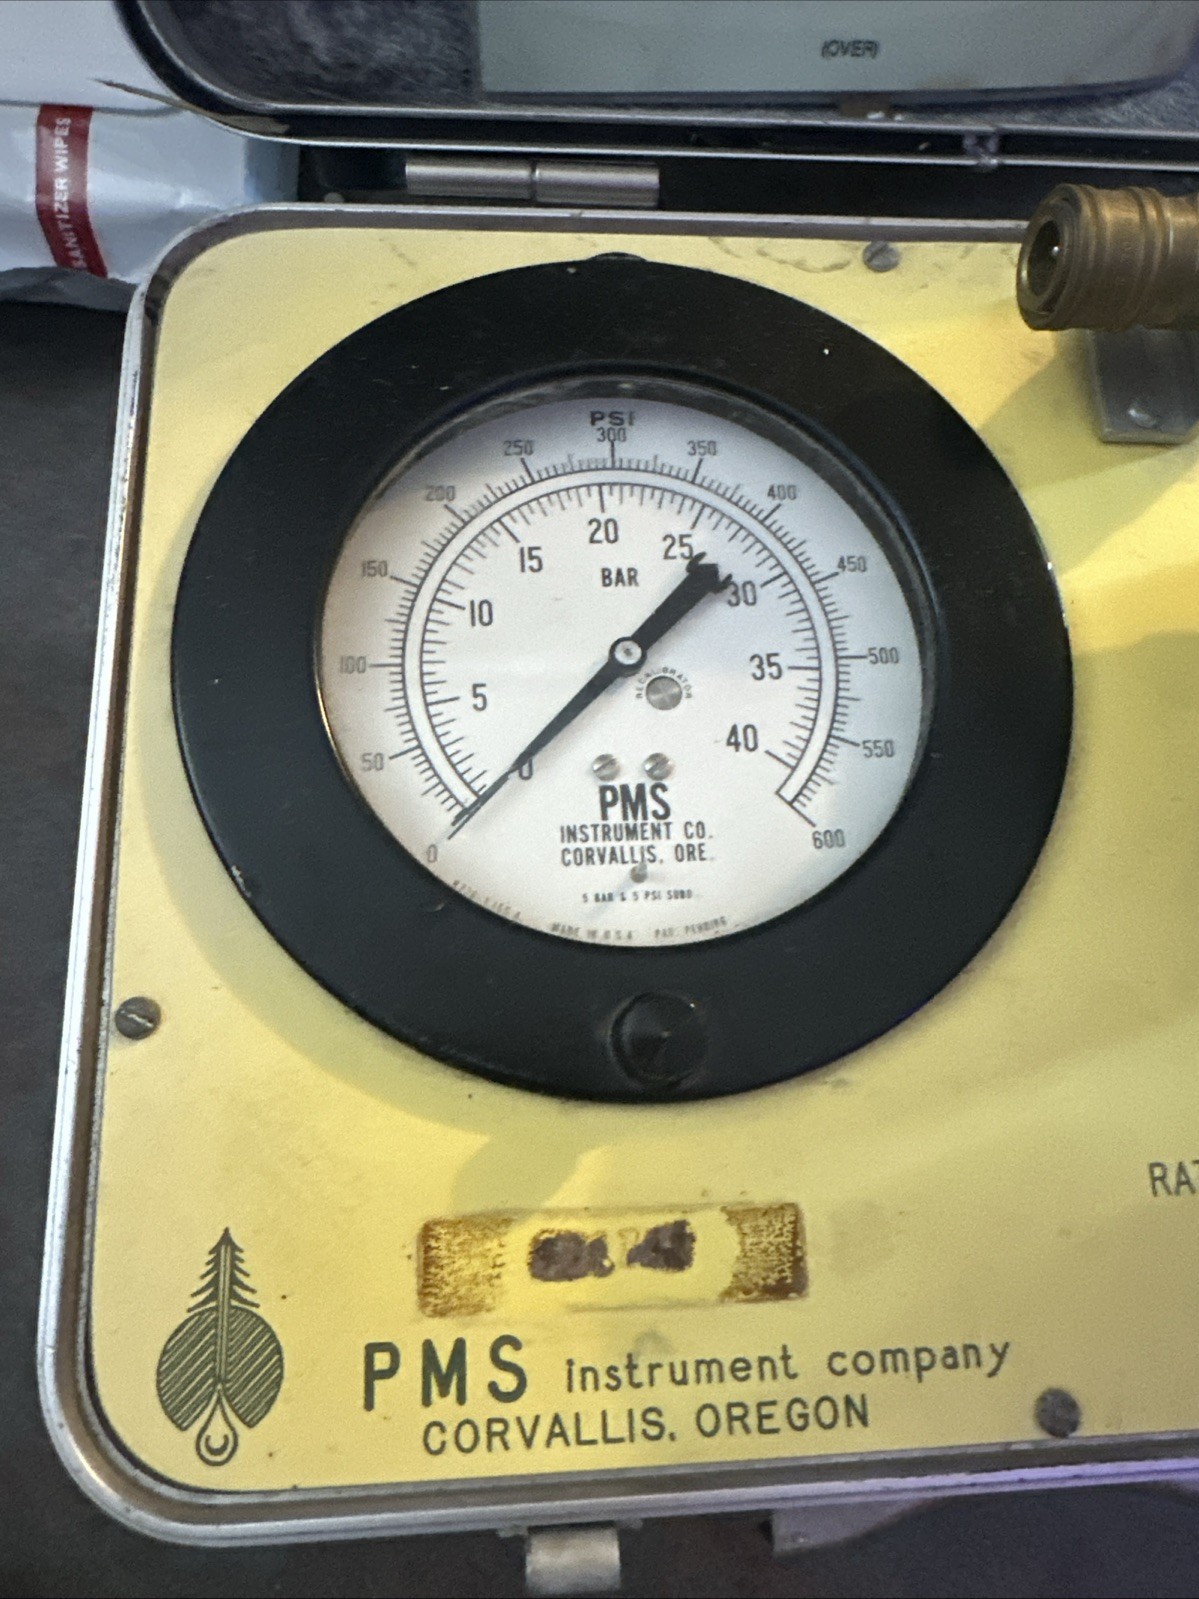 (OVER)
SANITIZER WIPES
PSI
300
250
350
200
400
150
450
100
500
50
550
0
600
20
15
25
BAR
10
30
5
35
0
40
RECALIBRATOR
PMS
INSTRUMENT CO.
CORVALLIS, ORE.
5 BAR & 5 PSI SUBD.
MADE IN U.S.A. PAT. PENDING
RAT
PMS instrument company
CORVALLIS, OREGON